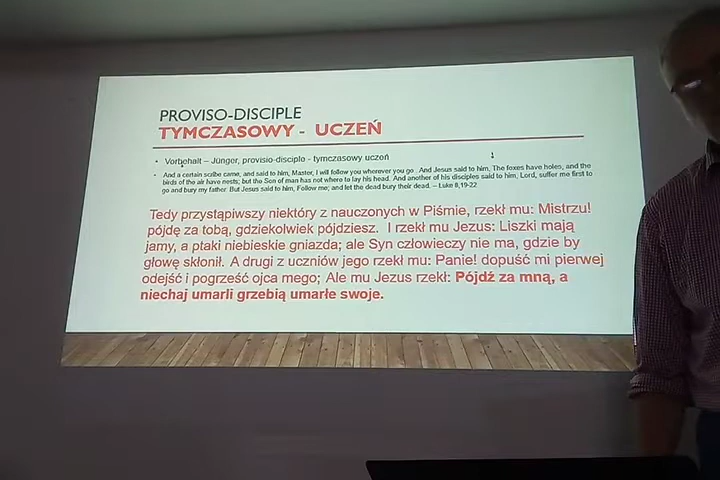 PROVISO-DISCIPLE
TYMCZASOWY - UCZEŃ
• Vorbehalt – Jünger, provisio-disciplo - tymczasowy uczeń
• And a certain scribe came, and said to him, Master, I will follow you wherever you go. And Jesus said to him, The foxes have holes, and the
birds of the air have nests; but the Son of man has not where to lay his head. And another of his disciples said to him, Lord, suffer me first to
go and bury my father. But Jesus said to him, Follow me; and let the dead bury their dead. – Luke 8,19-22
Tedy przystąpiwszy niektóry z nauczonych w Piśmie, rzekł mu: Mistrzu!
pójdę za tobą, gdziekolwiek pójdziesz. I rzekł mu Jezus: Liszki mają
jamy, a ptaki niebieskie gniazda; ale Syn człowieczy nie ma, gdzie by
głowę skłonił. A drugi z uczniów jego rzekł mu: Panie! dopuść mi pierwej
odejść i pogrześć ojca mego; Ale mu Jezus rzekł: Pójdź za mną, a
niechaj umarli grzebią umarłe swoje.